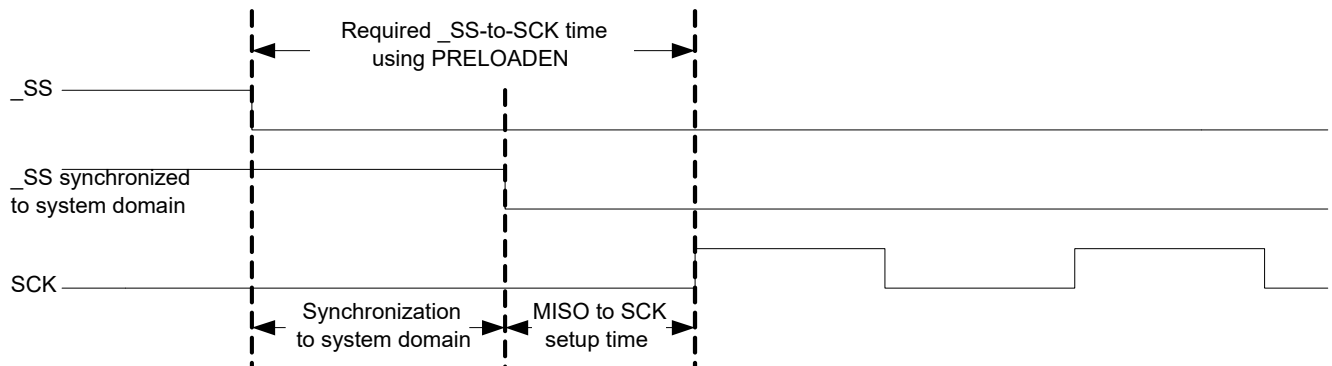 Required _SS-to-SCK time
using PRELOADEN
_SS
_SS synchronized
to system domain
SCK
Synchronization
to system domain
MISO to SCK
setup time